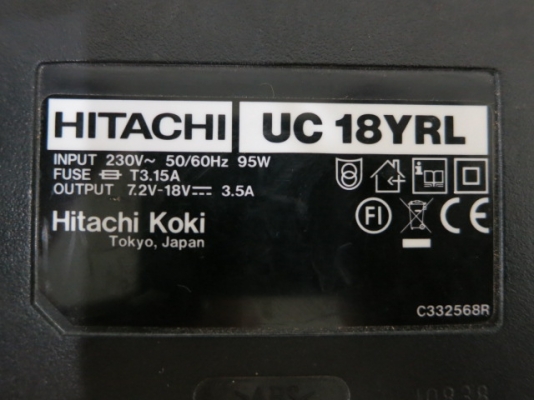 HITACHI UC 18YRL
INPUT 230V~ 50/60Hz 95W
FUSE T3.15A
OUTPUT 7.2V-18V⎓ 3.5A
Hitachi Koki
Tokyo, Japan
FI
CE
C332568R